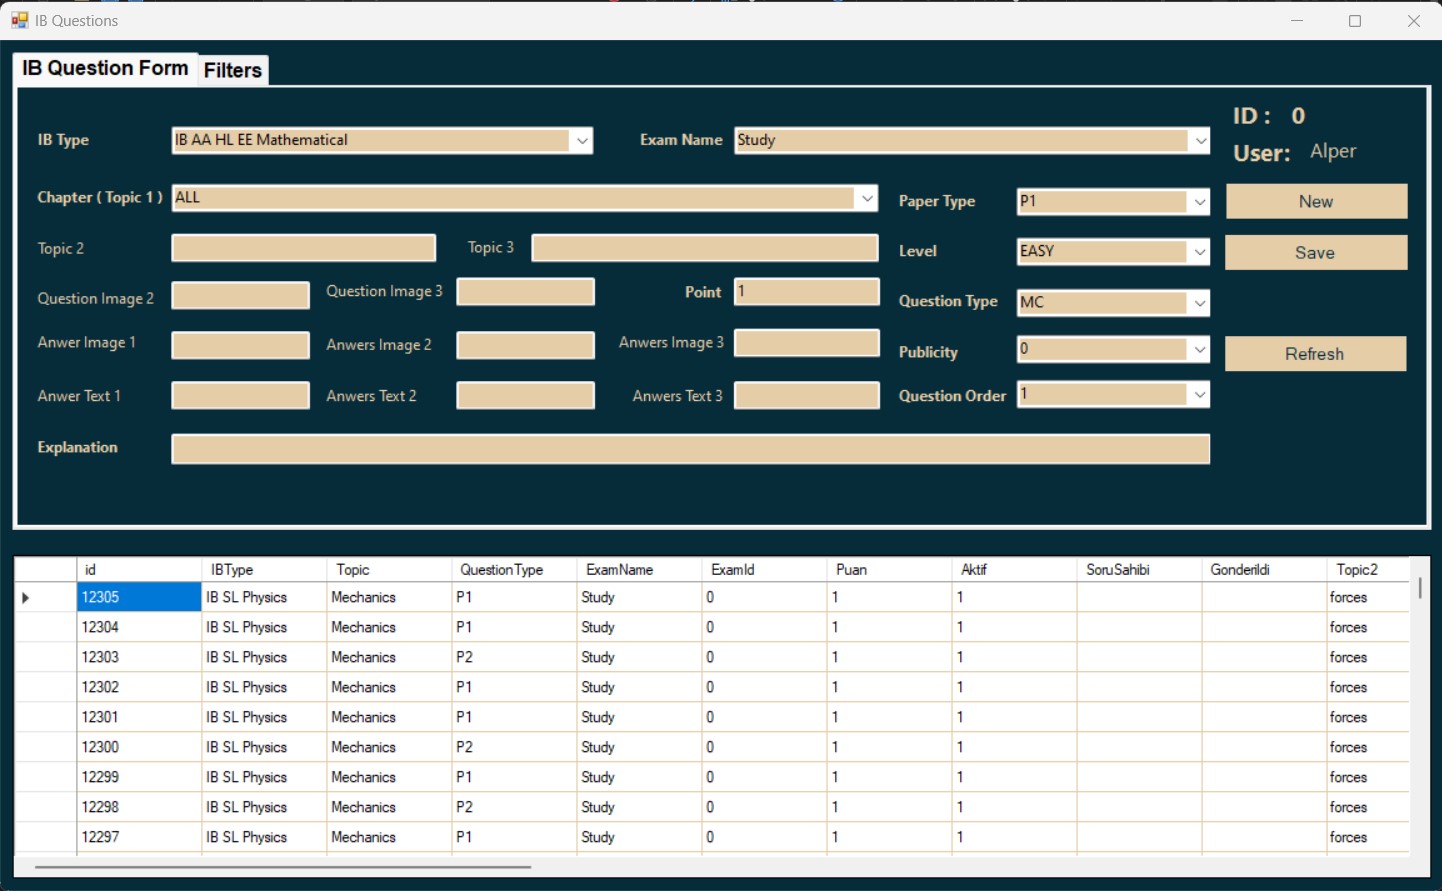 IB Questions
IB Question Form Filters
ID : 0
IB Type IB AA HL EE Mathematical Exam Name Study
User: Alper
Chapter ( Topic 1 ) ALL Paper Type P1 New
Topic 2 Topic 3 Level EASY Save
Question Image 2 Question Image 3 Point 1 Question Type MC
Anwer Image 1 Anwers Image 2 Anwers Image 3 Publicity 0 Refresh
Anwer Text 1 Anwers Text 2 Anwers Text 3 Question Order 1
Explanation
id IBType Topic QuestionType ExamName ExamId Puan Aktif SoruSahibi Gonderildi Topic2
12305 IB SL Physics Mechanics P1 Study 0 1 1 forces
12304 IB SL Physics Mechanics P1 Study 0 1 1 forces
12303 IB SL Physics Mechanics P2 Study 0 1 1 forces
12302 IB SL Physics Mechanics P1 Study 0 1 1 forces
12301 IB SL Physics Mechanics P1 Study 0 1 1 forces
12300 IB SL Physics Mechanics P2 Study 0 1 1 forces
12299 IB SL Physics Mechanics P1 Study 0 1 1 forces
12298 IB SL Physics Mechanics P2 Study 0 1 1 forces
12297 IB SL Physics Mechanics P1 Study 0 1 1 forces